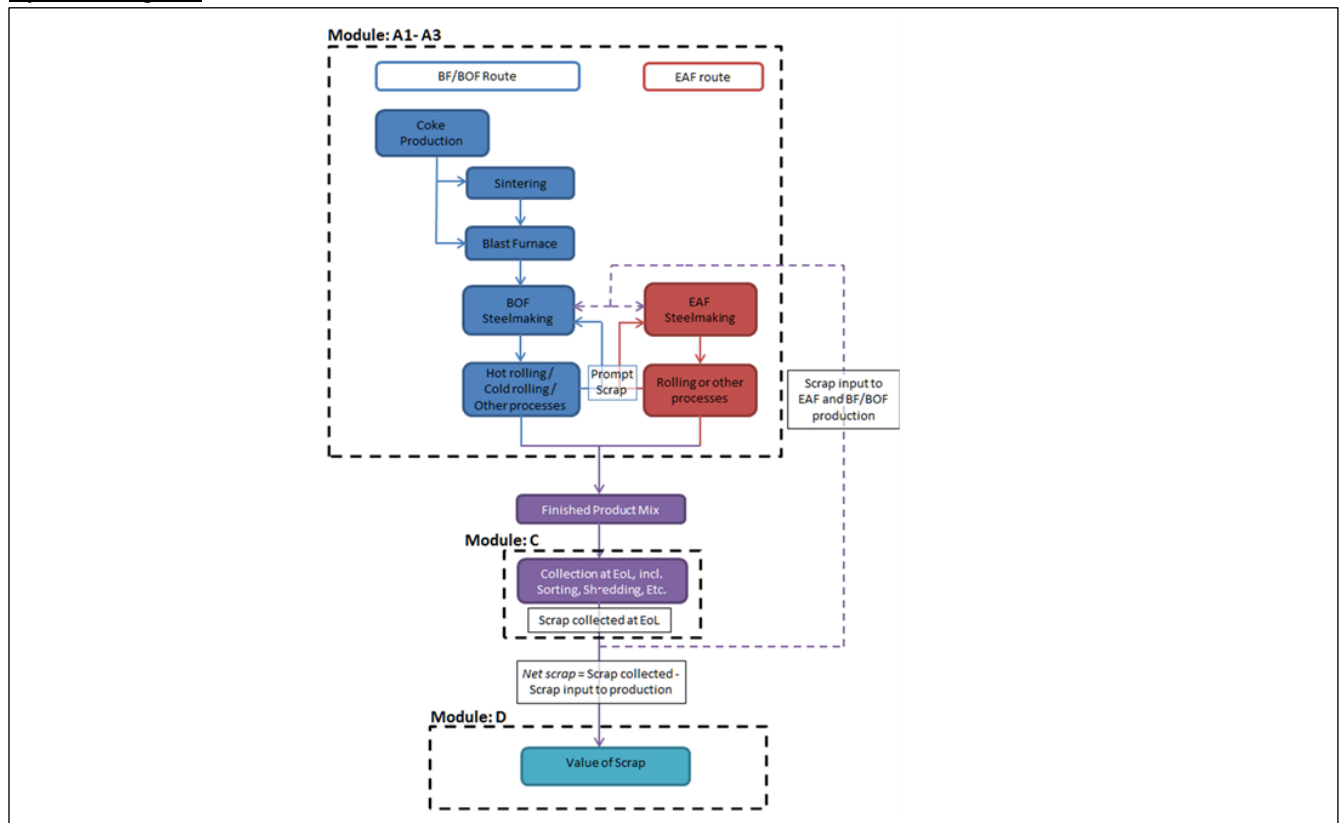 Module: A1- A3
BF/BOF Route
EAF route
Coke
Production
Sintering
Blast Furnace
BOF
Steelmaking
EAF
Steelmaking
Hot rolling /
Cold rolling /
Other processes
Prompt
Scrap
Rolling or other
processes
Scrap input to
EAF and BF/BOF
production
Finished Product Mix
Module: C
Collection at EoL, incl.
Sorting, Shredding, Etc.
Scrap collected at EoL
Net scrap = Scrap collected -
Scrap input to production
Module: D
Value of Scrap